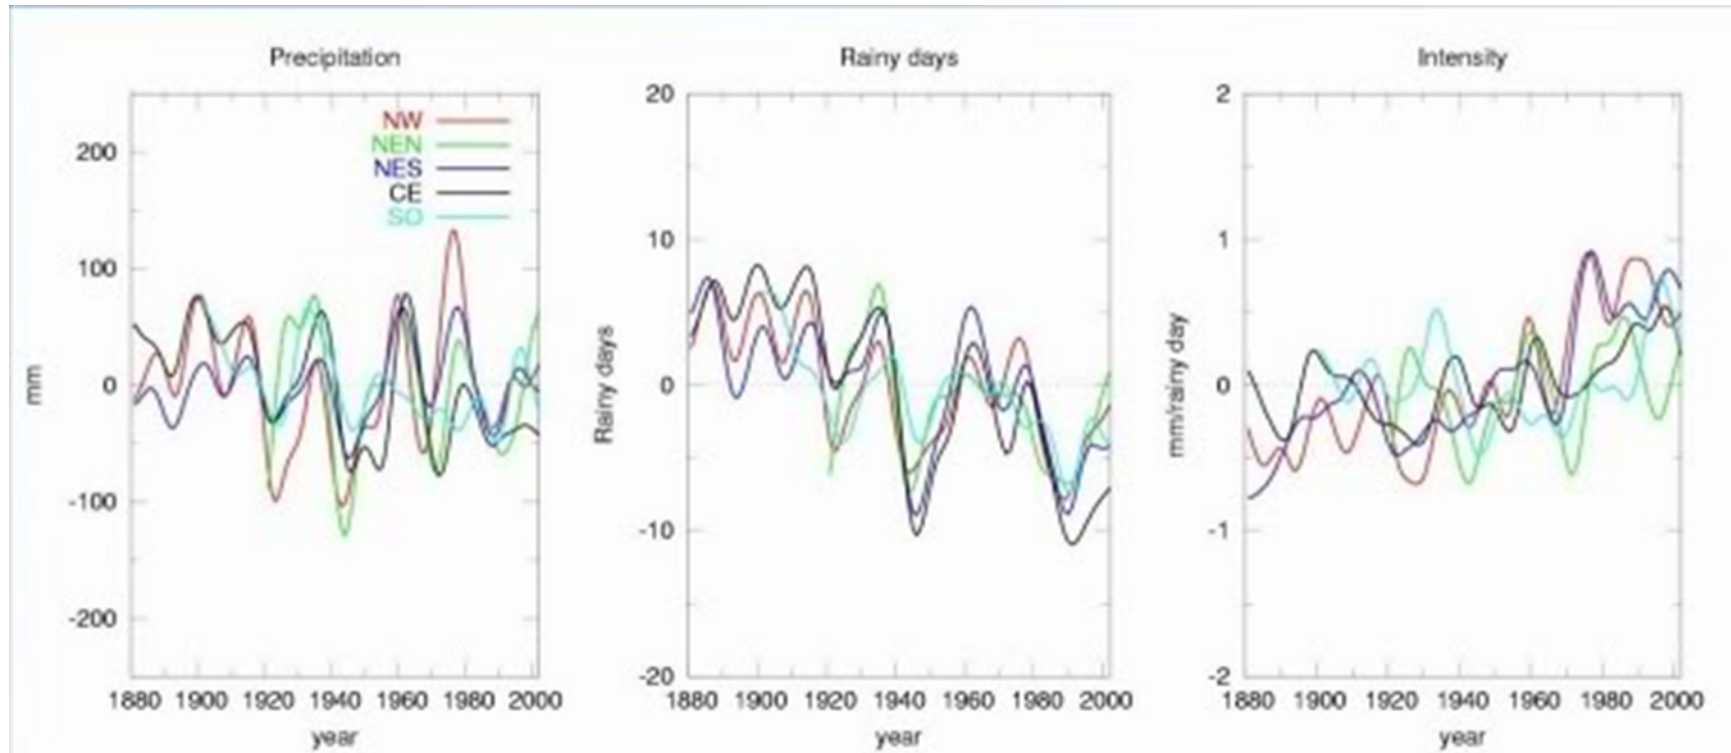 Precipitation
NW
NEN
NES
CE
SO
200
100
0
-100
-200
mm
1880 1900 1920 1940 1960 1980 2000
year
Rainy days
20
10
0
-10
-20
Rainy days
1880 1900 1920 1940 1960 1980 2000
year
Intensity
2
1
0
-1
-2
mm/rainy day
1880 1900 1920 1940 1960 1980 2000
year